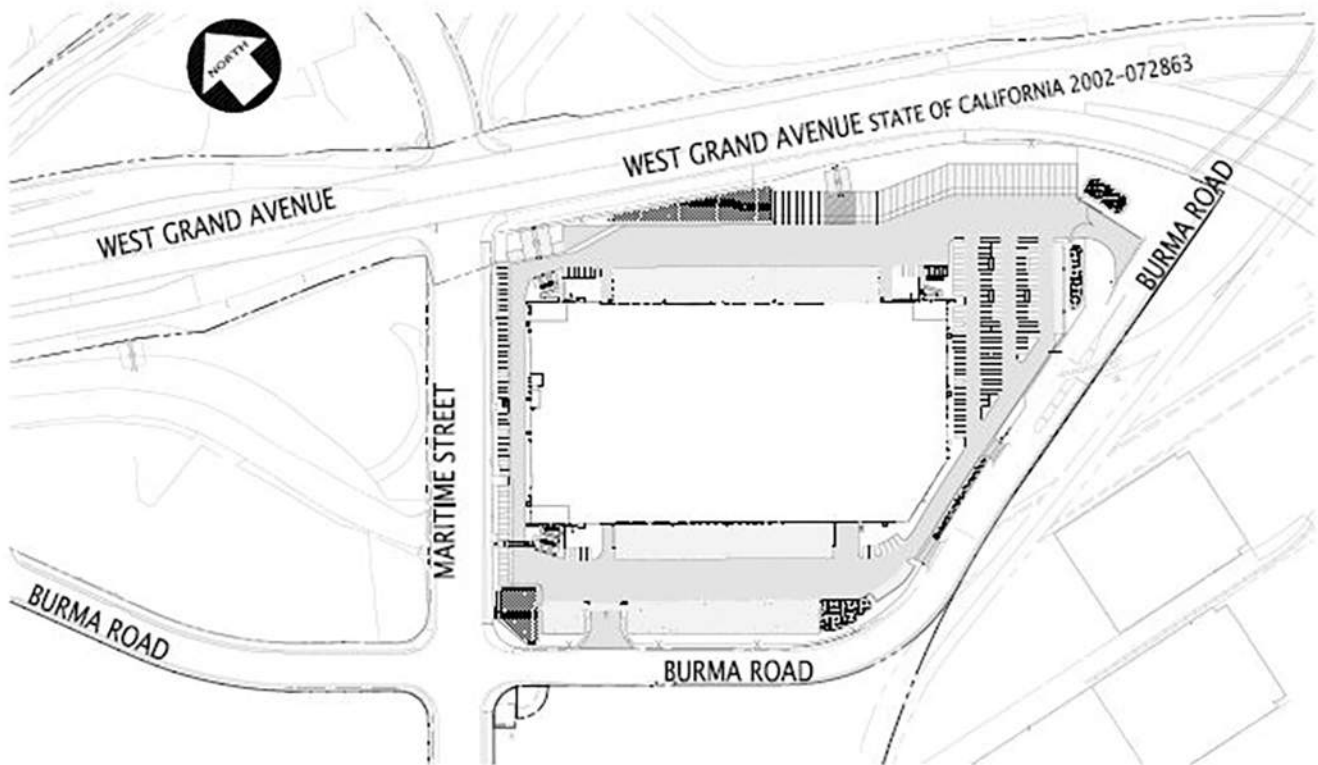 NORTH
WEST GRAND AVENUE STATE OF CALIFORNIA 2002-072863
WEST GRAND AVENUE
BURMA ROAD
MARITIME STREET
BURMA ROAD
BURMA ROAD